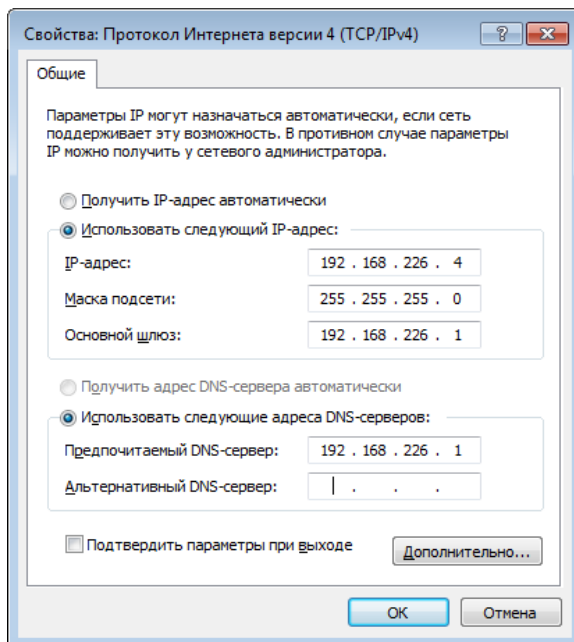 Свойства: Протокол Интернета версии 4 (TCP/IPv4)
Общие
Параметры IP могут назначаться автоматически, если сеть
поддерживает эту возможность. В противном случае параметры
IP можно получить у сетевого администратора.
Получить IP-адрес автоматически
Использовать следующий IP-адрес:
IP-адрес: 192 . 168 . 226 . 4
Маска подсети: 255 . 255 . 255 . 0
Основной шлюз: 192 . 168 . 226 . 1
Получить адрес DNS-сервера автоматически
Использовать следующие адреса DNS-серверов:
Предпочитаемый DNS-сервер: 192 . 168 . 226 . 1
Альтернативный DNS-сервер: . . .
Подтвердить параметры при выходе
Дополнительно...
ОК Отмена